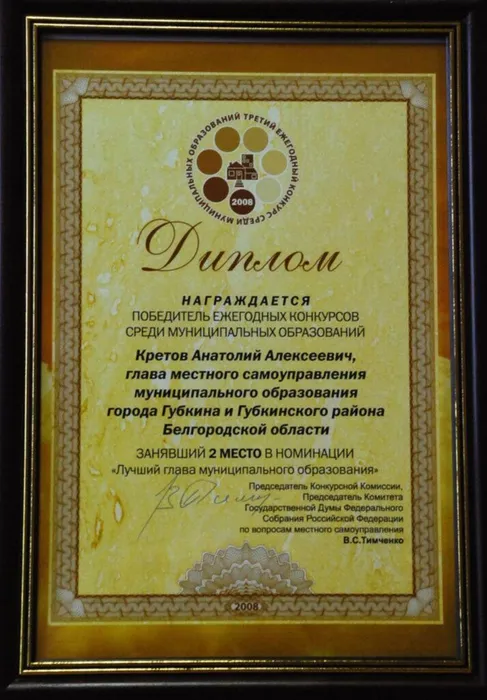 ТРЕТИЙ ЕЖЕГОДНЫЙ КОНКУРС СРЕДИ МУНИЦИПАЛЬНЫХ ОБРАЗОВАНИЙ
2008
Диплом
НАГРАЖДАЕТСЯ
ПОБЕДИТЕЛЬ ЕЖЕГОДНЫХ КОНКУРСОВ
СРЕДИ МУНИЦИПАЛЬНЫХ ОБРАЗОВАНИЙ
Кретов Анатолий Алексеевич,
глава местного самоуправления
муниципального образования
города Губкина и Губкинского района
Белгородской области
ЗАНЯВШИЙ 2 МЕСТО В НОМИНАЦИИ
«Лучший глава муниципального образования»
Председатель Конкурсной Комиссии,
Председатель Комитета
Государственной Думы Федерального
Собрания Российской Федерации
по вопросам местного самоуправления
В.С.Тимченко
2008